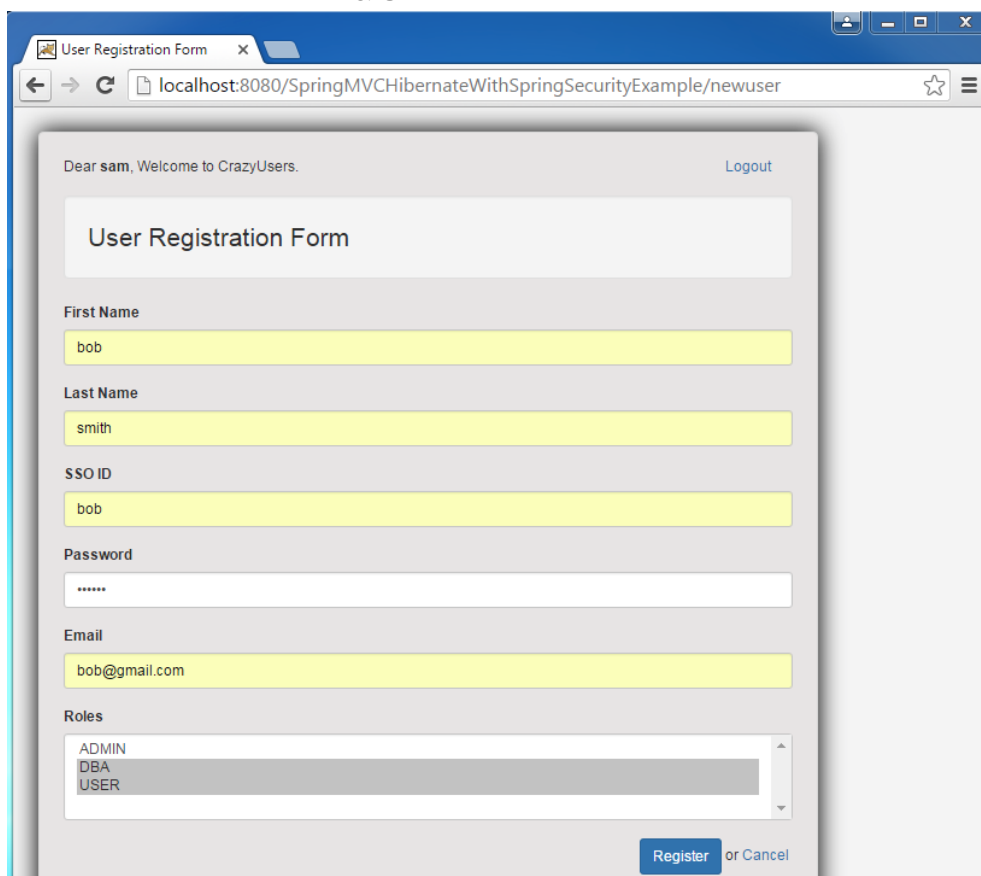 User Registration Form
localhost:8080/SpringMVCHibernateWithSpringSecurityExample/newuser
Dear sam, Welcome to CrazyUsers.
Logout
User Registration Form
First Name
bob
Last Name
smith
SSO ID
bob
Password
••••••
Email
bob@gmail.com
Roles
ADMIN
DBA
USER
Register or Cancel